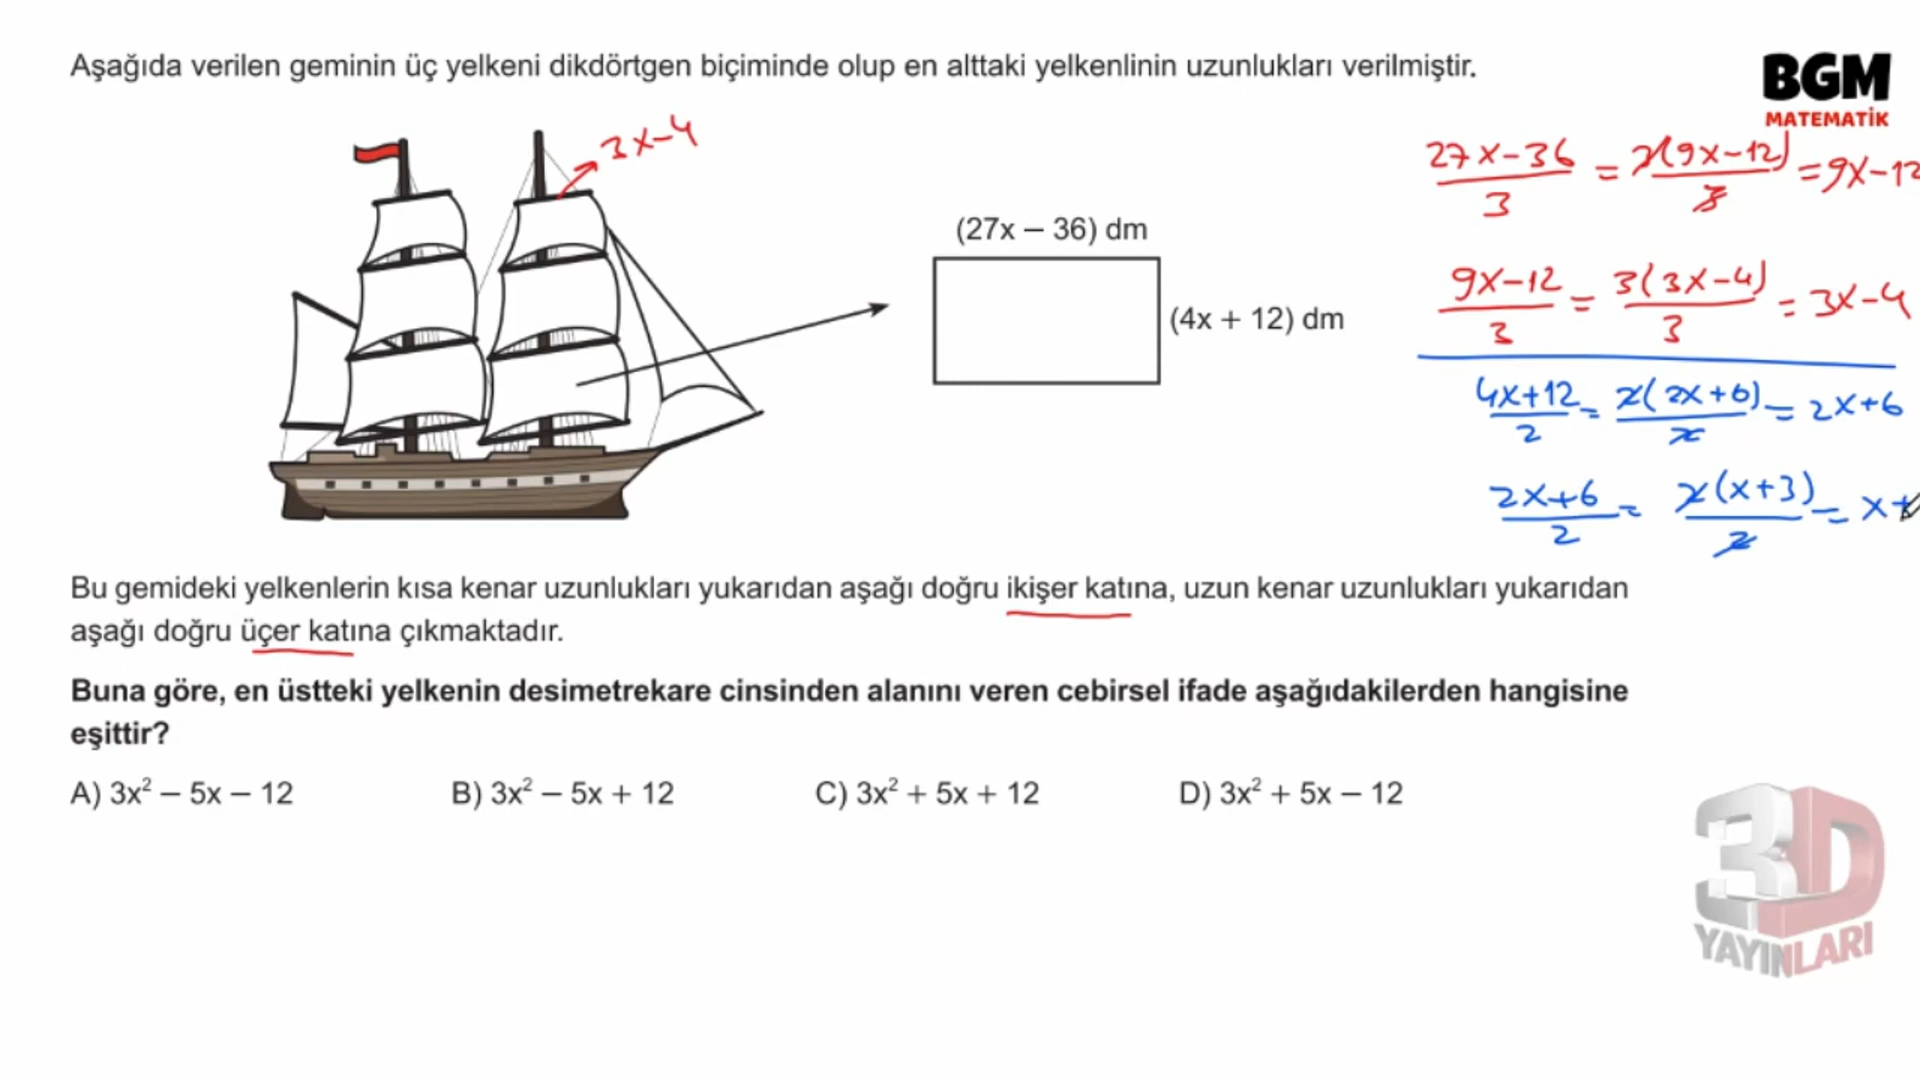 Aşağıda verilen geminin üç yelkeni dikdörtgen biçiminde olup en alttaki yelkenlinin uzunlukları verilmiştir.
BGM
MATEMATİK
3x-4
(27x – 36) dm
(4x + 12) dm
27x-36/3 = 3(9x-12)/3 = 9x-12
9x-12/3 = 3(3x-4)/3 = 3x-4
4x+12/2 = 2(2x+6)/2 = 2x+6
2x+6/2 = 2(x+3)/2 = x+
Bu gemideki yelkenlerin kısa kenar uzunlukları yukarıdan aşağı doğru ikişer katına, uzun kenar uzunlukları yukarıdan
aşağı doğru üçer katına çıkmaktadır.
Buna göre, en üstteki yelkenin desimetrekare cinsinden alanını veren cebirsel ifade aşağıdakilerden hangisine
eşittir?
A) 3x² – 5x – 12 B) 3x² – 5x + 12 C) 3x² + 5x + 12 D) 3x² + 5x – 12
3D
YAYINLARI